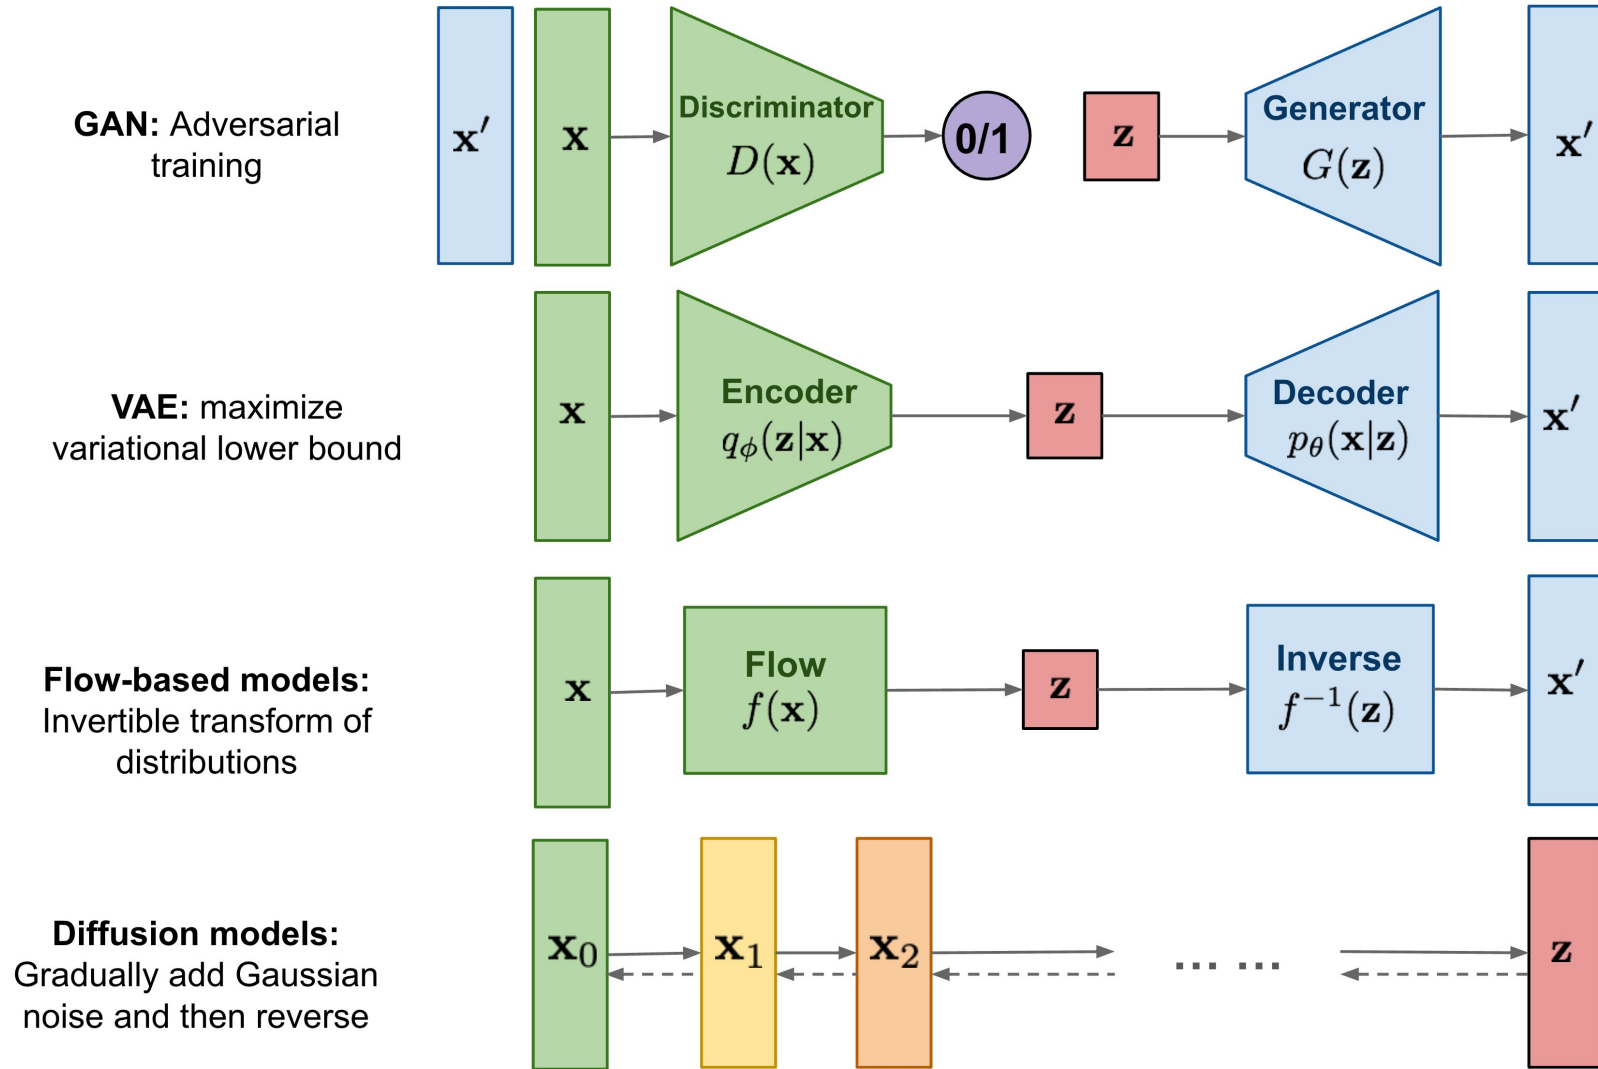 GAN: Adversarial
training
x′
x
Discriminator
D(x)
0/1
z
Generator
G(z)
x′
VAE: maximize
variational lower bound
x
Encoder
qϕ(z|x)
z
Decoder
pθ(x|z)
x′
Flow-based models:
Invertible transform of
distributions
x
Flow
f(x)
z
Inverse
f⁻¹(z)
x′
Diffusion models:
Gradually add Gaussian
noise and then reverse
x₀
x₁
x₂
... ...
z